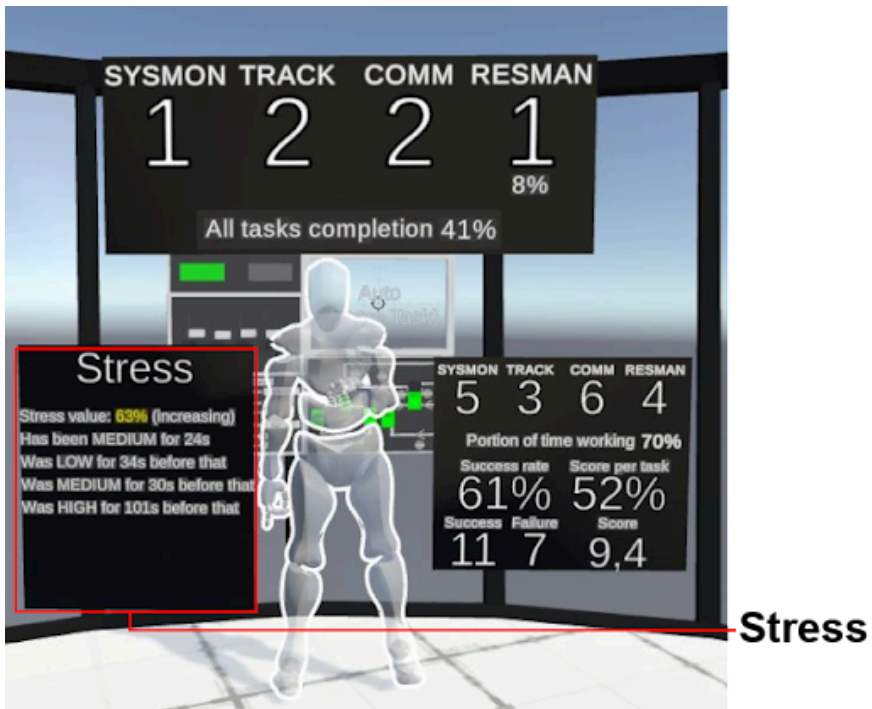 SYSMON TRACK COMM RESMAN
1 2 2 1
8%
All tasks completion 41%
Auto
Task!
Stress
Stress value: 63% (increasing)
Has been MEDIUM for 24s
Was LOW for 34s before that
Was MEDIUM for 30s before that
Was HIGH for 101s before that
SYSMON TRACK COMM RESMAN
5 3 6 4
Portion of time working 70%
Success rate Score per task
61% 52%
Success Failure Score
11 7 9,4
Stress